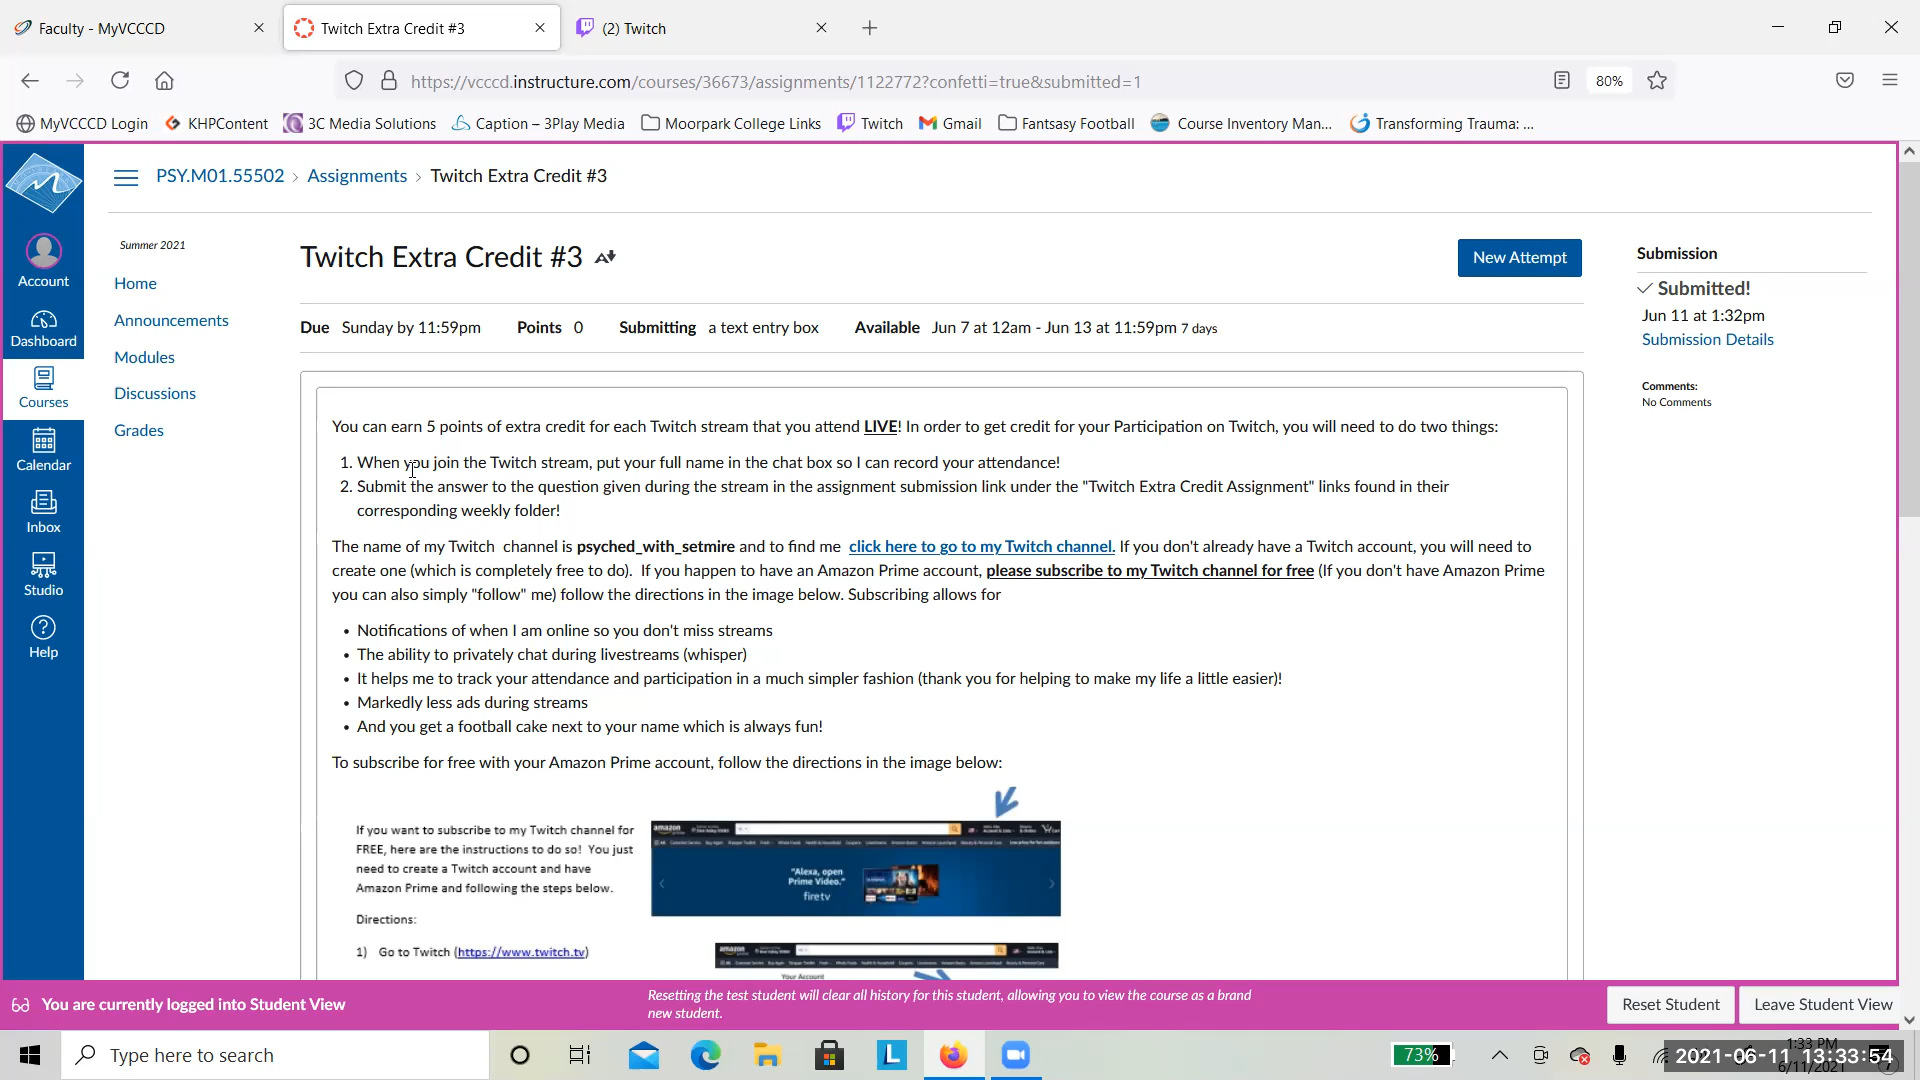 Faculty - MyVCCCD
Twitch Extra Credit #3
(2) Twitch
https://vcccd.instructure.com/courses/36673/assignments/1122772?confetti=true&submitted=1
80%
MyVCCCD Login
KHPContent
3C Media Solutions
Caption – 3Play Media
Moorpark College Links
Twitch
Gmail
Fantsasy Football
Course Inventory Man...
Transforming Trauma: ...
PSY.M01.55502 › Assignments › Twitch Extra Credit #3
Account
Dashboard
Courses
Calendar
Inbox
Studio
Help
Summer 2021
Home
Announcements
Modules
Discussions
Grades
Twitch Extra Credit #3
New Attempt
Due Sunday by 11:59pm Points 0 Submitting a text entry box Available Jun 7 at 12am - Jun 13 at 11:59pm 7 days
Submission
Submitted!
Jun 11 at 1:32pm
Submission Details
Comments:
No Comments
You can earn 5 points of extra credit for each Twitch stream that you attend LIVE! In order to get credit for your Participation on Twitch, you will need to do two things:
1. When you join the Twitch stream, put your full name in the chat box so I can record your attendance!
2. Submit the answer to the question given during the stream in the assignment submission link under the "Twitch Extra Credit Assignment" links found in their
corresponding weekly folder!
The name of my Twitch channel is psyched_with_setmire and to find me click here to go to my Twitch channel. If you don't already have a Twitch account, you will need to
create one (which is completely free to do). If you happen to have an Amazon Prime account, please subscribe to my Twitch channel for free (If you don't have Amazon Prime
you can also simply "follow" me) follow the directions in the image below. Subscribing allows for
• Notifications of when I am online so you don't miss streams
• The ability to privately chat during livestreams (whisper)
• It helps me to track your attendance and participation in a much simpler fashion (thank you for helping to make my life a little easier)!
• Markedly less ads during streams
• And you get a football cake next to your name which is always fun!
To subscribe for free with your Amazon Prime account, follow the directions in the image below:
If you want to subscribe to my Twitch channel for
FREE, here are the instructions to do so! You just
need to create a Twitch account and have
Amazon Prime and following the steps below.
Directions:
1) Go to Twitch (https://www.twitch.tv)
amazon
"Alexa, open
Prime Video."
fire tv
amazon
Your Account
You are currently logged into Student View
Resetting the test student will clear all history for this student, allowing you to view the course as a brand
new student.
Reset Student
Leave Student View
Type here to search
L
73%
1:33 PM
6/11/2021
2021-06-11 13:33:54